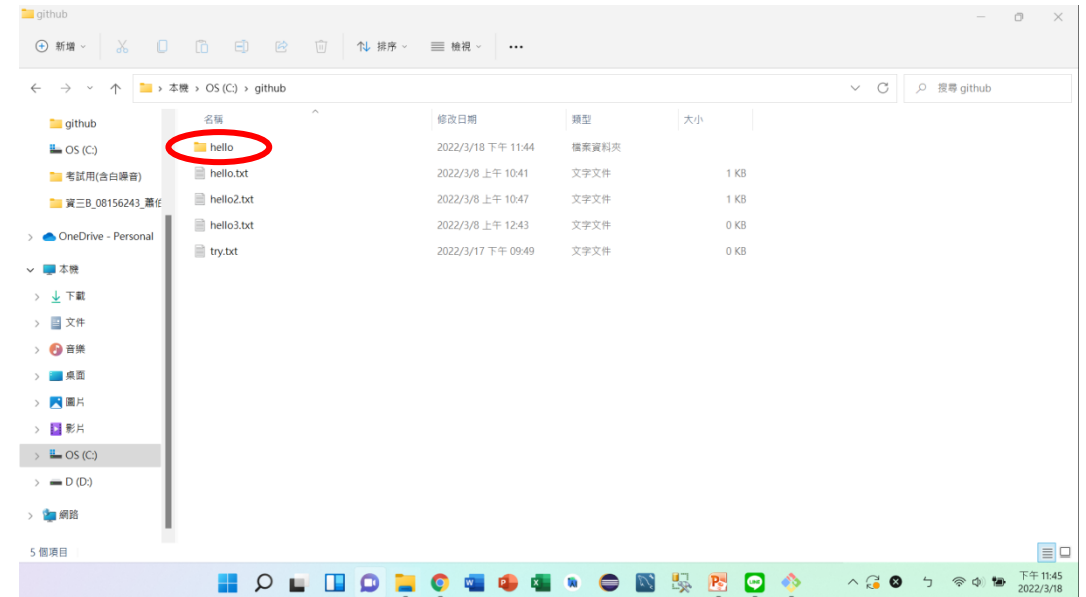 github
新增
排序
檢視
本機 > OS (C:) > github
搜尋 github
名稱 修改日期 類型 大小
hello 2022/3/18 下午 11:44 檔案資料夾
hello.txt 2022/3/8 上午 10:41 文字文件 1 KB
hello2.txt 2022/3/8 上午 10:47 文字文件 1 KB
hello3.txt 2022/3/8 上午 12:43 文字文件 0 KB
try.txt 2022/3/17 下午 09:49 文字文件 0 KB
github
OS (C:)
考試用(含白噪音)
資三B_08156243_蕭
OneDrive - Personal
本機
下載
文件
音樂
桌面
圖片
影片
OS (C:)
D (D:)
網路
5 個項目
LINE
ㄅ
下午 11:45
2022/3/18